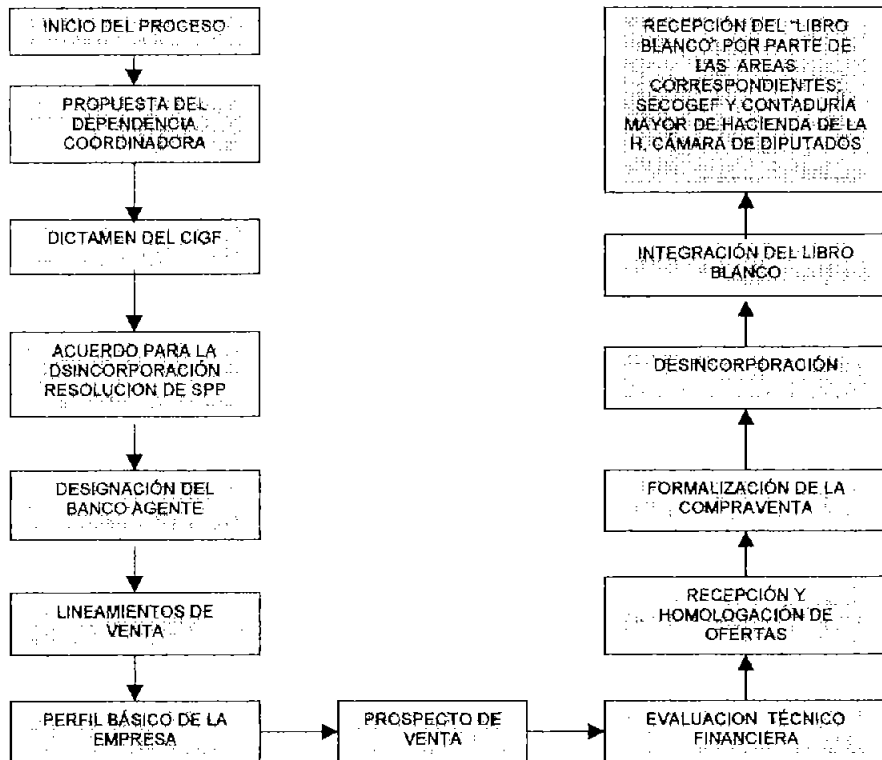 INICIO DEL PROCESO
PROPUESTA DEL
DEPENDENCIA
COORDINADORA
DICTAMEN DEL CIGF
ACUERDO PARA LA
DSINCORPORACIÓN
RESOLUCION DE SPP
DESIGNACIÓN DEL
BANCO AGENTE
LINEAMIENTOS DE
VENTA
PERFIL BÁSICO DE LA
EMPRESA
PROSPECTO DE
VENTA
EVALUACION TÉCNICO
FINANCIERA
RECEPCIÓN Y
HOMOLOGACIÓN DE
OFERTAS
FORMALIZACIÓN DE LA
COMPRAVENTA
DESINCORPORACIÓN
INTEGRACIÓN DEL LIBRO
BLANCO
RECEPCIÓN DEL "LIBRO
BLANCO" POR PARTE DE
LAS AREAS
CORRESPONDIENTES;
SECOGEF Y CONTADURÍA
MAYOR DE HACIENDA DE LA
H. CÁMARA DE DIPUTADOS